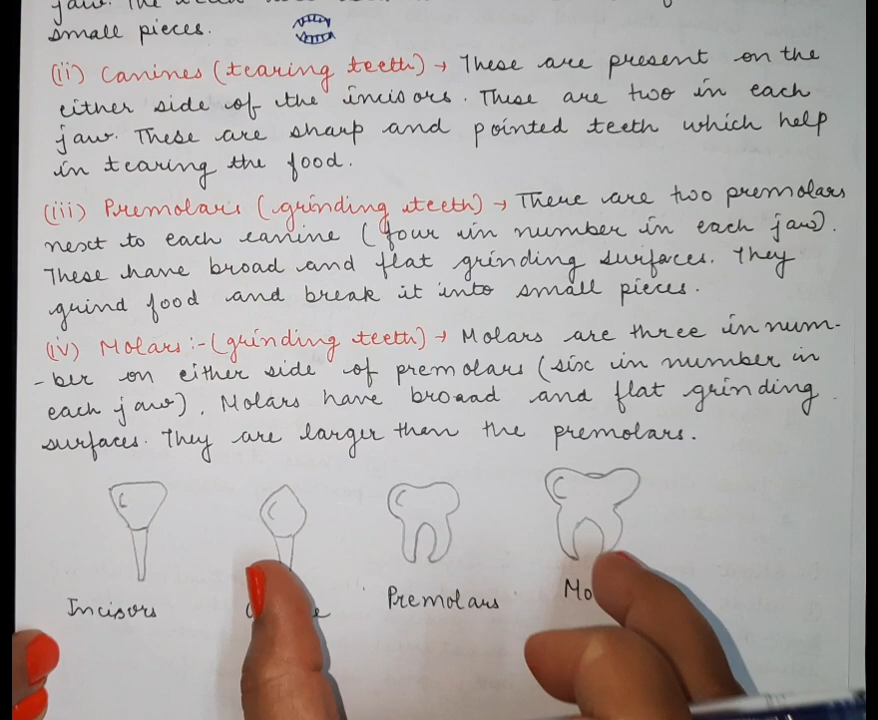 small pieces.
(ii) Canines (tearing teeth) → These are present on the
either side of the incisors. These are two in each
jaw. These are sharp and pointed teeth which help
in tearing the food.
(iii) Premolars (grinding teeth) → There are two premolars
next to each canine (four in number in each jaw).
These have broad and flat grinding surfaces. They
grind food and break it into small pieces.
(iv) Molars :- (grinding teeth) → Molars are three in num-
-ber on either side of premolars (six in number in
each jaw). Molars have broaad and flat grinding
surfaces. They are larger than the premolars.
Incisors Premolars